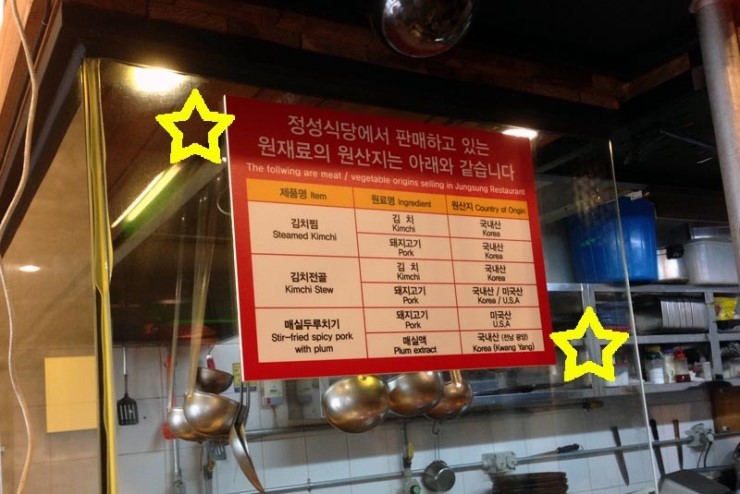 정성식당에서 판매하고 있는
원재료의 원산지는 아래와 같습니다
The follwing are meat / vegetable origins selling in Jungsung Restaurant
제품명 Item 원료명 Ingredient 원산지 Country of Origin
김치찜
Steamed Kimchi
김 치
Kimchi
국내산
Korea
돼지고기
Pork
국내산
Korea
김치전골
Kimchi Stew
김 치
Kimchi
국내산
Korea
돼지고기
Pork
국내산 / 미국산
Korea / U.S.A
매실두루치기
Stir-fried spicy pork
with plum
돼지고기
Pork
미국산
U.S.A
매실액
Plum extract
국내산 (전남 광양)
Korea (Kwang Yang)